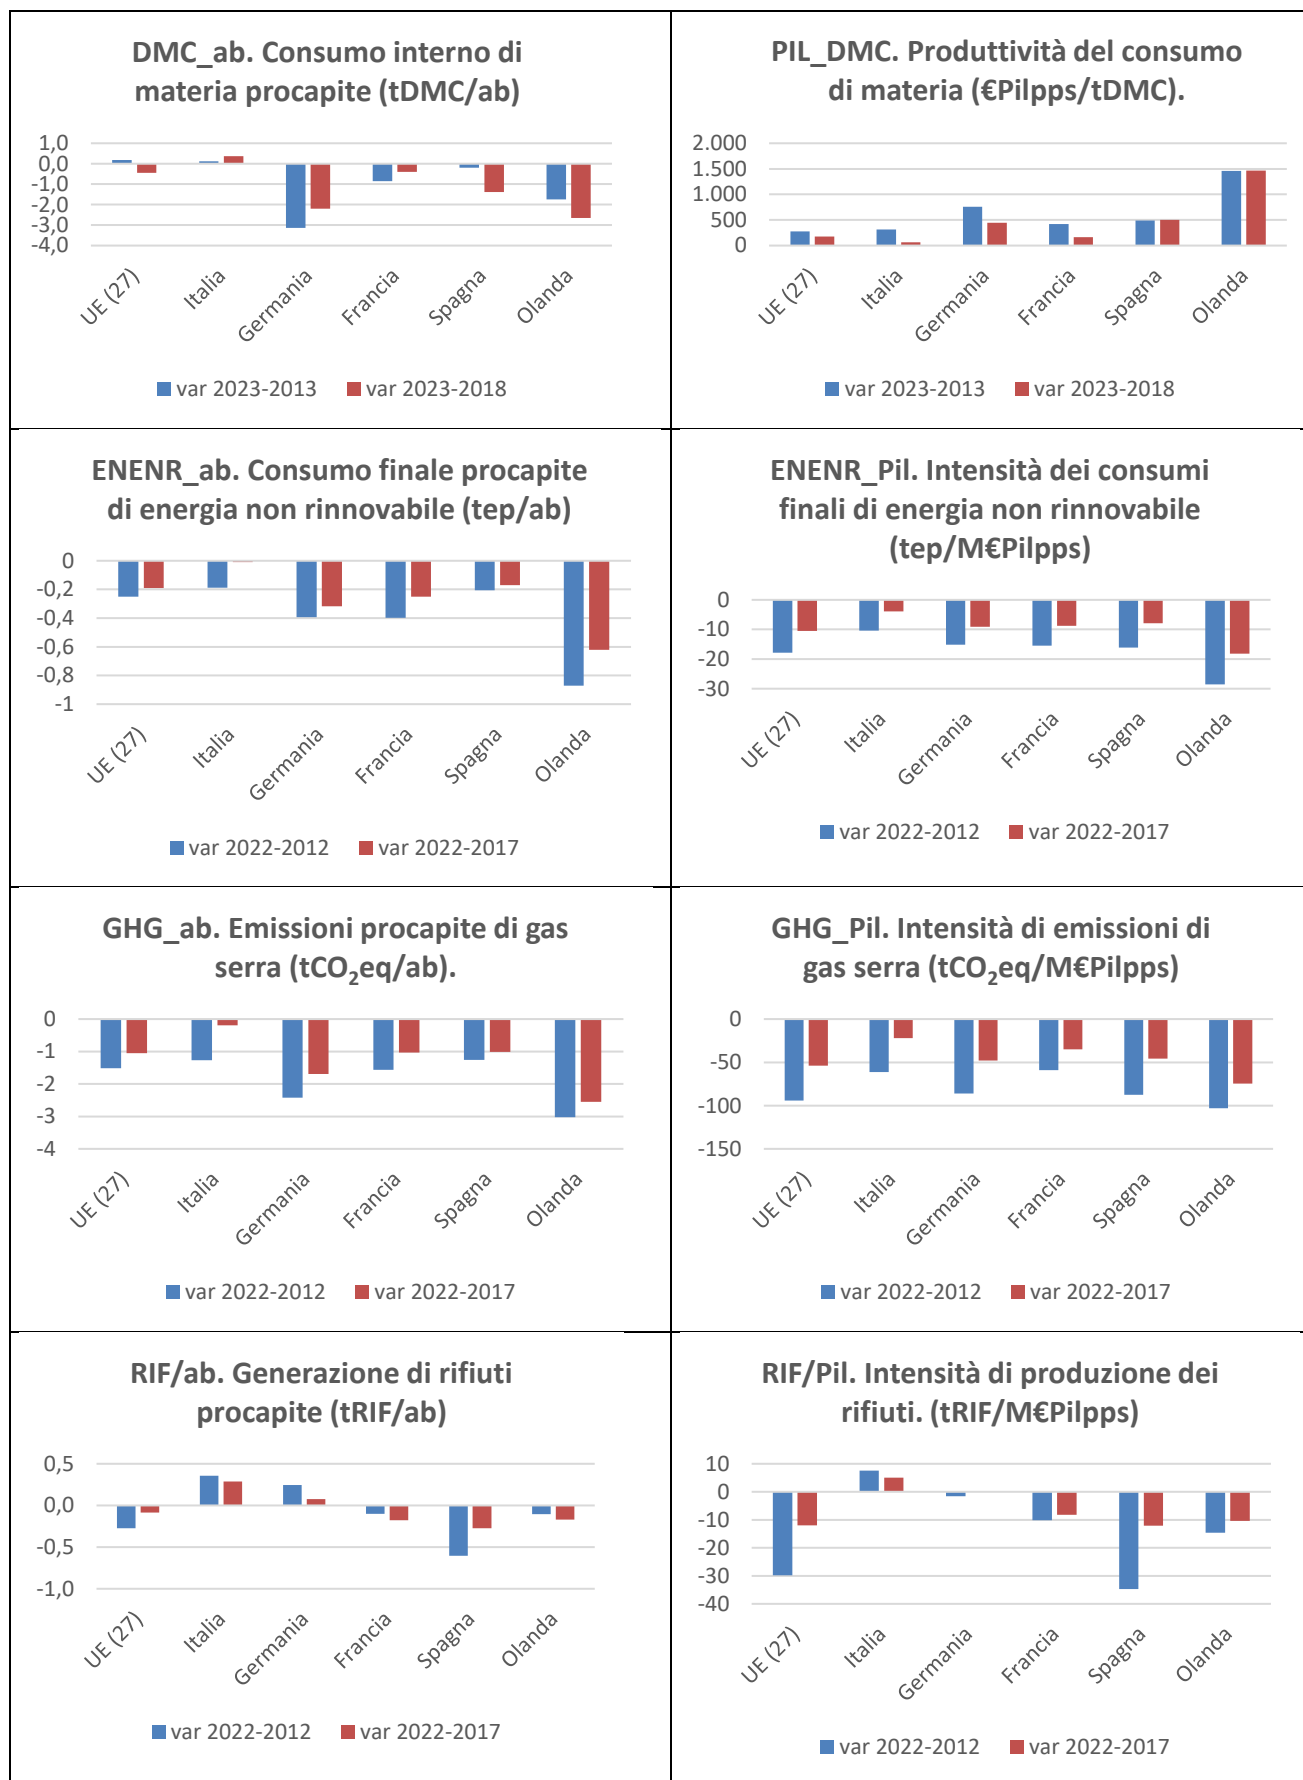 DMC_ab. Consumo interno di
materia procapite (tDMC/ab)
1,0
0,0
-1,0
-2,0
-3,0
-4,0
UE (27)
Italia
Germania
Francia
Spagna
Olanda
var 2023-2013
var 2023-2018
PIL_DMC. Produttività del consumo
di materia (€Pilpps/tDMC).
2.000
1.500
1.000
500
0
UE (27)
Italia
Germania
Francia
Spagna
Olanda
var 2023-2013
var 2023-2018
ENENR_ab. Consumo finale procapite
di energia non rinnovabile (tep/ab)
0
-0,2
-0,4
-0,6
-0,8
-1
UE (27)
Italia
Germania
Francia
Spagna
Olanda
var 2022-2012
var 2022-2017
ENENR_Pil. Intensità dei consumi
finali di energia non rinnovabile
(tep/M€Pilpps)
0
-10
-20
-30
UE (27)
Italia
Germania
Francia
Spagna
Olanda
var 2022-2012
var 2022-2017
GHG_ab. Emissioni procapite di gas
serra (tCO₂eq/ab).
0
-1
-2
-3
-4
UE (27)
Italia
Germania
Francia
Spagna
Olanda
var 2022-2012
var 2022-2017
GHG_Pil. Intensità di emissioni di
gas serra (tCO₂eq/M€Pilpps)
0
-50
-100
-150
UE (27)
Italia
Germania
Francia
Spagna
Olanda
var 2022-2012
var 2022-2017
RIF/ab. Generazione di rifiuti
procapite (tRIF/ab)
0,5
0,0
-0,5
-1,0
UE (27)
Italia
Germania
Francia
Spagna
Olanda
var 2022-2012
var 2022-2017
RIF/Pil. Intensità di produzione dei
rifiuti. (tRIF/M€Pilpps)
10
0
-10
-20
-30
-40
UE (27)
Italia
Germania
Francia
Spagna
Olanda
var 2022-2012
var 2022-2017